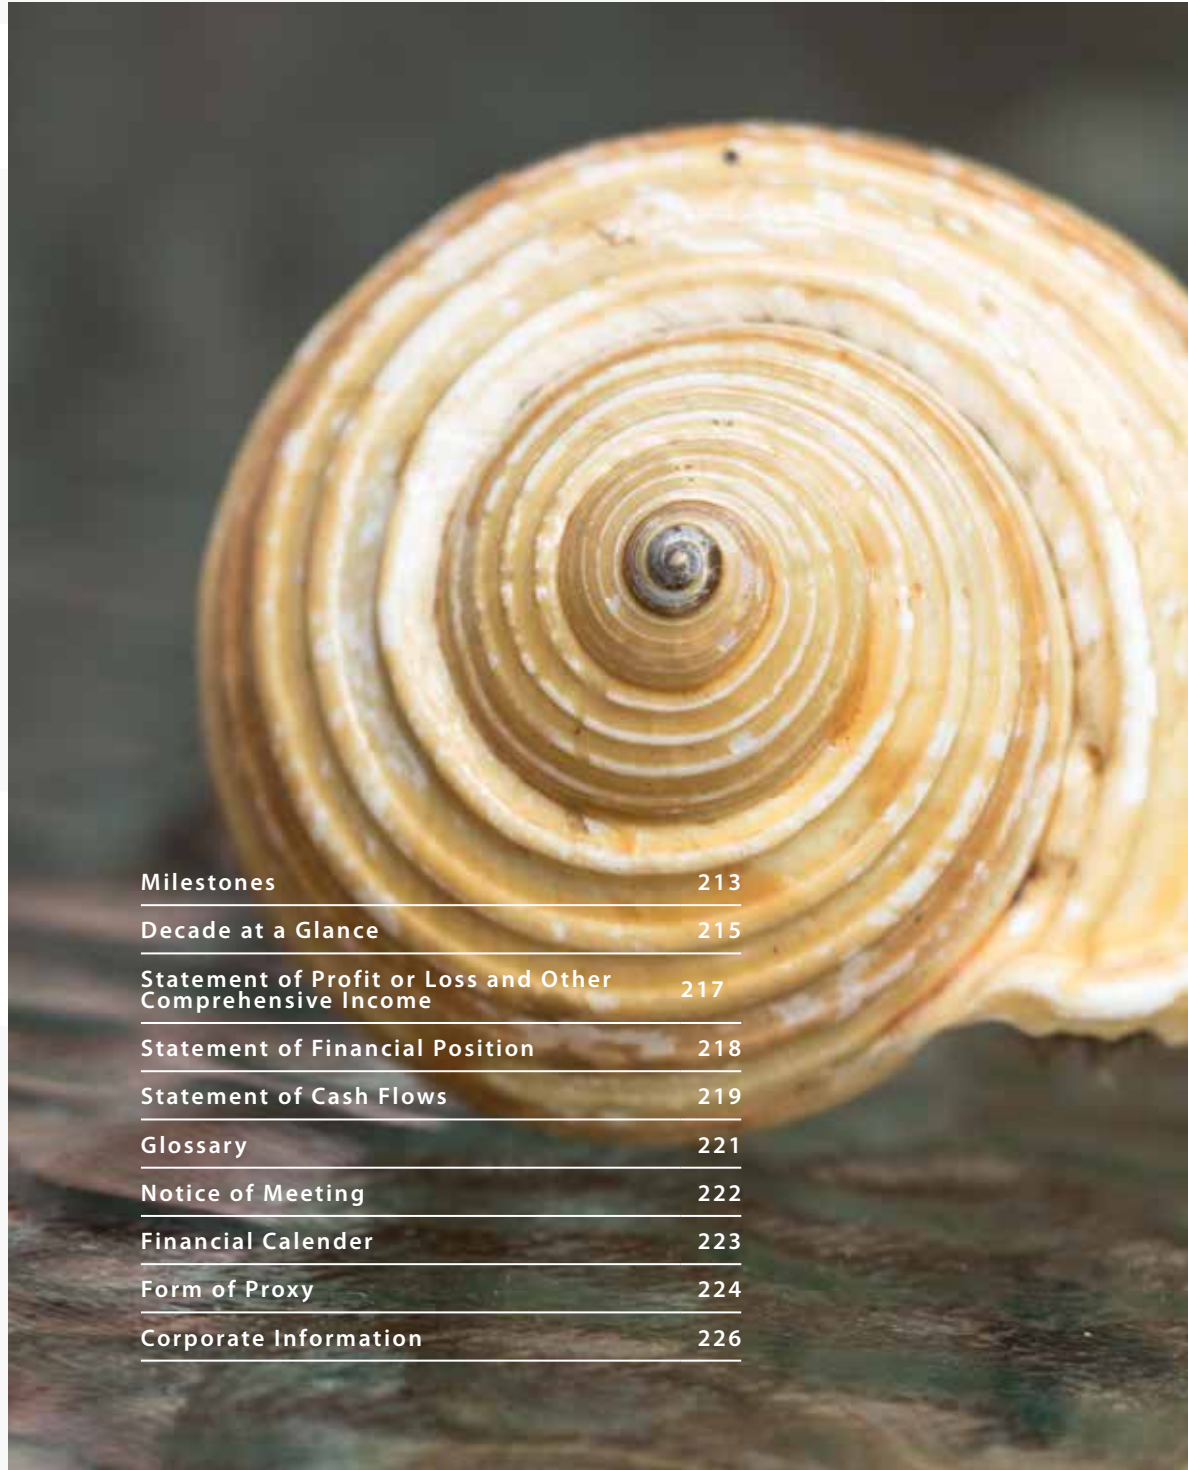 Milestones 213
Decade at a Glance 215
Statement of Profit or Loss and Other
Comprehensive Income 217
Statement of Financial Position 218
Statement of Cash Flows 219
Glossary 221
Notice of Meeting 222
Financial Calender 223
Form of Proxy 224
Corporate Information 226